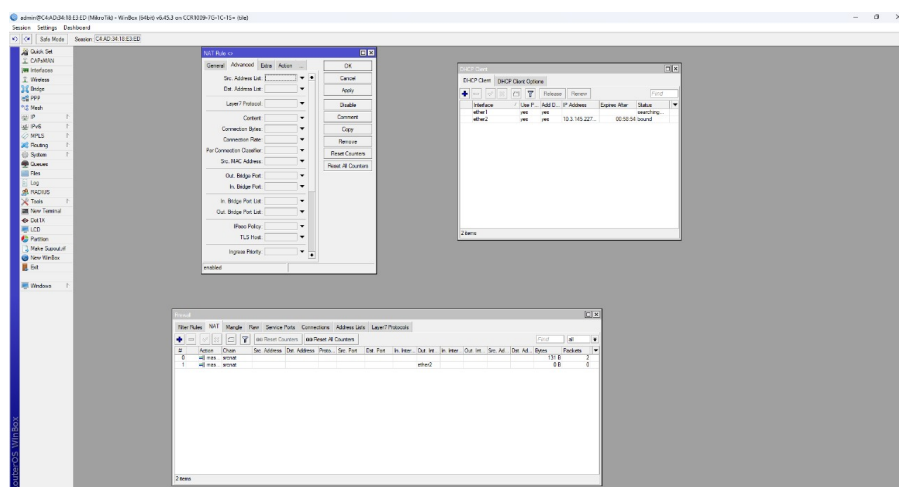 admin@C4:AD:34:18:E3:ED (MikroTik) - WinBox (64bit) v6.45.3 on CCR1009-7G-1C-1S+ (tile)
Session Settings Dashboard
Safe Mode Session: C4:AD:34:18:E3:ED
Quick Set
CAPsMAN
Interfaces
Wireless
Bridge
PPP
Mesh
IP
IPv6
MPLS
Routing
System
Queues
Files
Log
RADIUS
Tools
New Terminal
Dot1X
LCD
Partition
Make Supout.rif
New WinBox
Exit
Windows
RouterOS WinBox
NAT Rule <>
General Advanced Extra Action ...
Src. Address List:
Dst. Address List:
Layer7 Protocol:
Content:
Connection Bytes:
Connection Rate:
Per Connection Classifier:
Src. MAC Address:
Out. Bridge Port:
In. Bridge Port:
In. Bridge Port List:
Out. Bridge Port List:
IPsec Policy:
TLS Host:
Ingress Priority:
enabled
OK
Cancel
Apply
Disable
Comment
Copy
Remove
Reset Counters
Reset All Counters
DHCP Client
DHCP Client DHCP Client Options
Release Renew Find
Interface Use P... Add D... IP Address Expires After Status
ether1 yes yes searching...
ether2 yes yes 10.3.145.227... 00:50:54 bound
2 items
Firewall
Filter Rules NAT Mangle Raw Service Ports Connections Address Lists Layer7 Protocols
Reset Counters Reset All Counters Find all
# Action Chain Src. Address Dst. Address Proto... Src. Port Dst. Port In. Inter... Out. Int... In. Inter... Out. Int... Src. Ad... Dst. Ad... Bytes Packets
0 mas... srcnat 131 B 2
1 mas... srcnat ether2 0 B 0
2 items